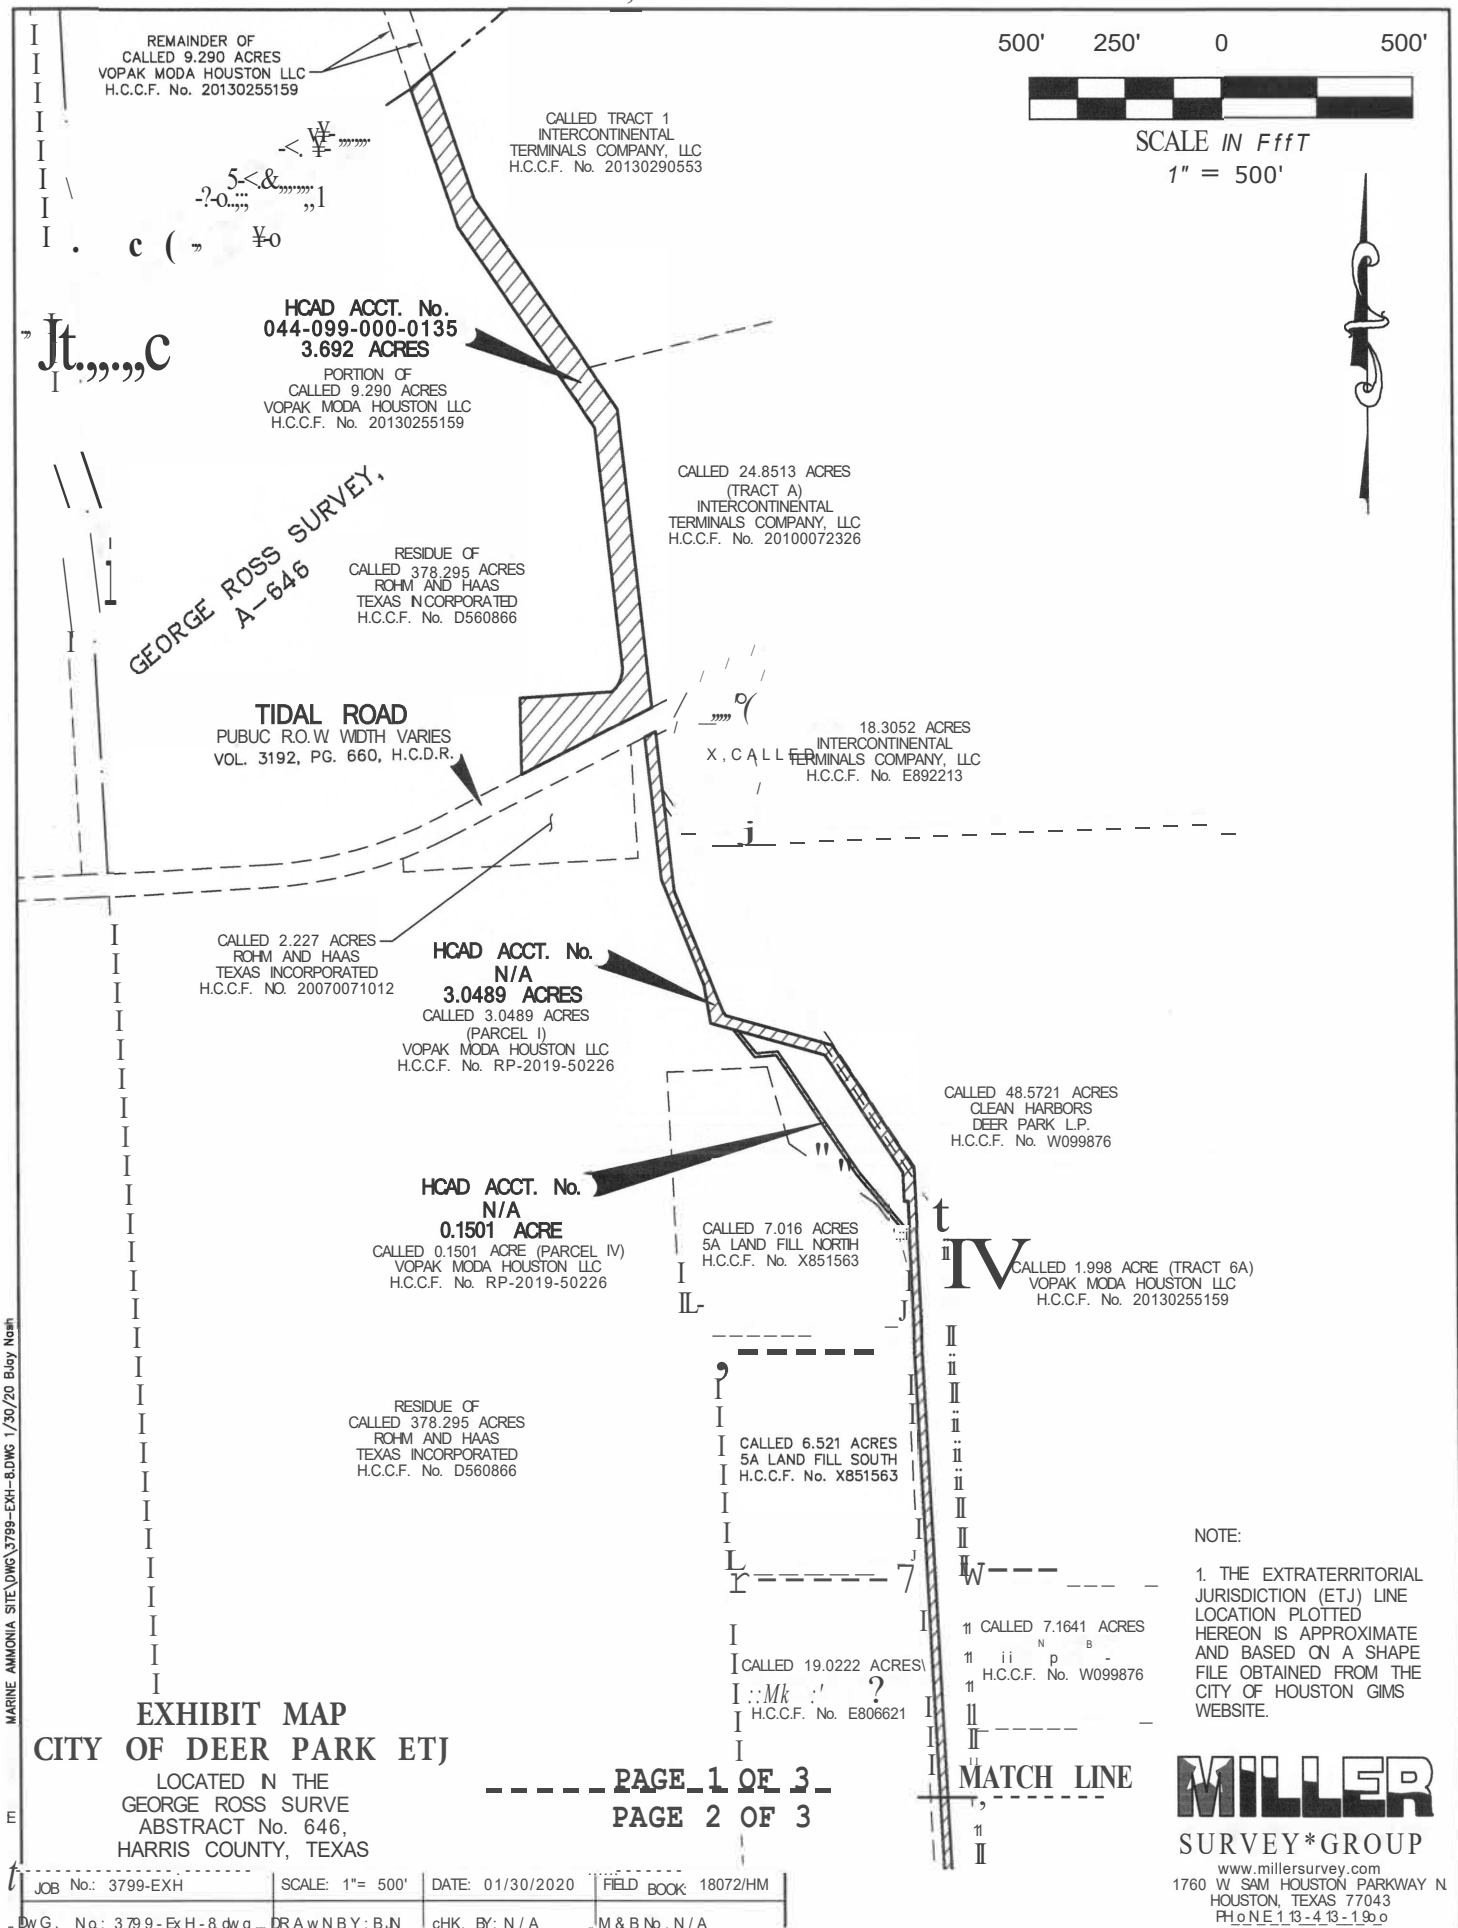 REMAINDER OF
CALLED 9.290 ACRES
VOPAK MODA HOUSTON LLC
H.C.C.F. No. 20130255159
500' 250' 0 500'
SCALE IN FffT
1" = 500'
CALLED TRACT 1
INTERCONTINENTAL
TERMINALS COMPANY, LLC
H.C.C.F. No. 20130290553
HCAD ACCT. No.
044-099-000-0135
3.692 ACRES
PORTION OF
CALLED 9.290 ACRES
VOPAK MODA HOUSTON LLC
H.C.C.F. No. 20130255159
CALLED 24.8513 ACRES
(TRACT A)
INTERCONTINENTAL
TERMINALS COMPANY, LLC
H.C.C.F. No. 20100072326
GEORGE ROSS SURVEY,
A-646
RESIDUE OF
CALLED 378.295 ACRES
ROHM AND HAAS
TEXAS INCORPORATED
H.C.C.F. No. D560866
TIDAL ROAD
PUBUC R.O.W. WIDTH VARIES
VOL. 3192, PG. 660, H.C.D.R.
18.3052 ACRES
X, CALLED
INTERCONTINENTAL
TERMINALS COMPANY, LLC
H.C.C.F. No. E892213
CALLED 2.227 ACRES
ROHM AND HAAS
TEXAS INCORPORATED
H.C.C.F. NO. 20070071012
HCAD ACCT. No.
N/A
3.0489 ACRES
CALLED 3.0489 ACRES
(PARCEL I)
VOPAK MODA HOUSTON LLC
H.C.C.F. No. RP-2019-50226
CALLED 48.5721 ACRES
CLEAN HARBORS
DEER PARK L.P.
H.C.C.F. No. W099876
HCAD ACCT. No.
N/A
0.1501 ACRE
CALLED 0.1501 ACRE (PARCEL IV)
VOPAK MODA HOUSTON LLC
H.C.C.F. No. RP-2019-50226
CALLED 7.016 ACRES
5A LAND FILL NORTH
H.C.C.F. No. X851563
CALLED 1.998 ACRE (TRACT 6A)
VOPAK MODA HOUSTON LLC
H.C.C.F. No. 20130255159
RESIDUE OF
CALLED 378.295 ACRES
ROHM AND HAAS
TEXAS INCORPORATED
H.C.C.F. No. D560866
CALLED 6.521 ACRES
5A LAND FILL SOUTH
H.C.C.F. No. X851563
CALLED 19.0222 ACRES
H.C.C.F. No. E806621
CALLED 7.1641 ACRES
H.C.C.F. No. W099876
NOTE:
1. THE EXTRATERRITORIAL
JURISDICTION (ETJ) LINE
LOCATION PLOTTED
HEREON IS APPROXIMATE
AND BASED ON A SHAPE
FILE OBTAINED FROM THE
CITY OF HOUSTON GIMS
WEBSITE.
MARINE AMMONIA SITE\DWG\3799-EXH-8.DWG 1/30/20 BJay Nash
EXHIBIT MAP
CITY OF DEER PARK ETJ
LOCATED IN THE
GEORGE ROSS SURVE
ABSTRACT No. 646,
HARRIS COUNTY, TEXAS
PAGE 1 OF 3
PAGE 2 OF 3
MATCH LINE
MILLER
SURVEY*GROUP
www.millersurvey.com
1760 W. SAM HOUSTON PARKWAY N.
HOUSTON, TEXAS 77043
PHoNE 113-413-19oo
JOB No.: 3799-EXH SCALE: 1"= 500' DATE: 01/30/2020 FIELD BOOK: 18072/HM
DWG. No: 3799-ExH-8.dwg DRAwN BY: BJN cHK. BY: N/A M&B No. N/A